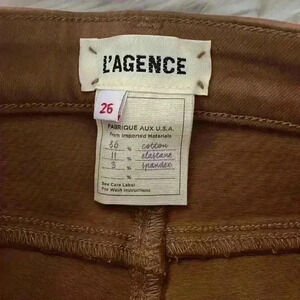 L'AGENCE
26
FABRIQUE AUX U.S.A.
From Imported Materials
86 % cotton
11 % elastane
3 % spandex
%
See Care Label
For Wash Instructions